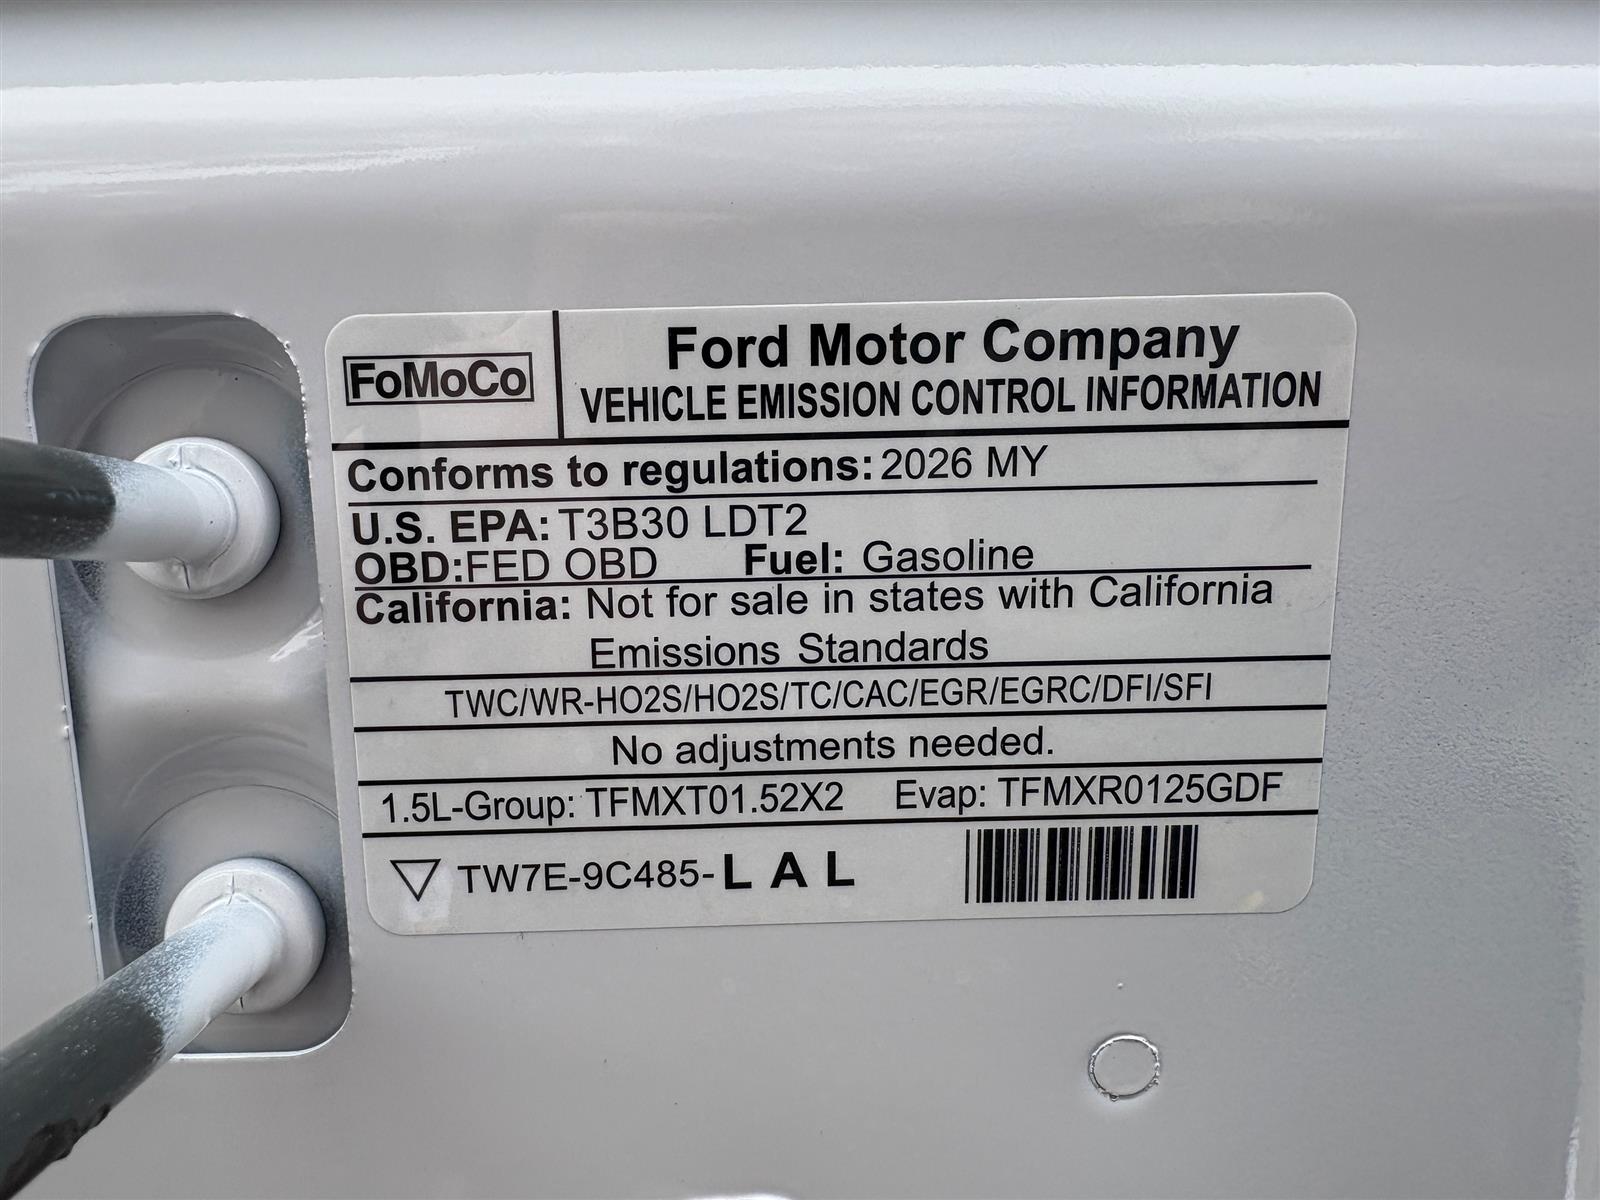 FoMoCo
Ford Motor Company
VEHICLE EMISSION CONTROL INFORMATION
Conforms to regulations: 2026 MY
U.S. EPA: T3B30 LDT2
OBD:FED OBD Fuel: Gasoline
California: Not for sale in states with California
Emissions Standards
TWC/WR-HO2S/HO2S/TC/CAC/EGR/EGRC/DFI/SFI
No adjustments needed.
1.5L-Group: TFMXT01.52X2 Evap: TFMXR0125GDF
TW7E-9C485-L A L